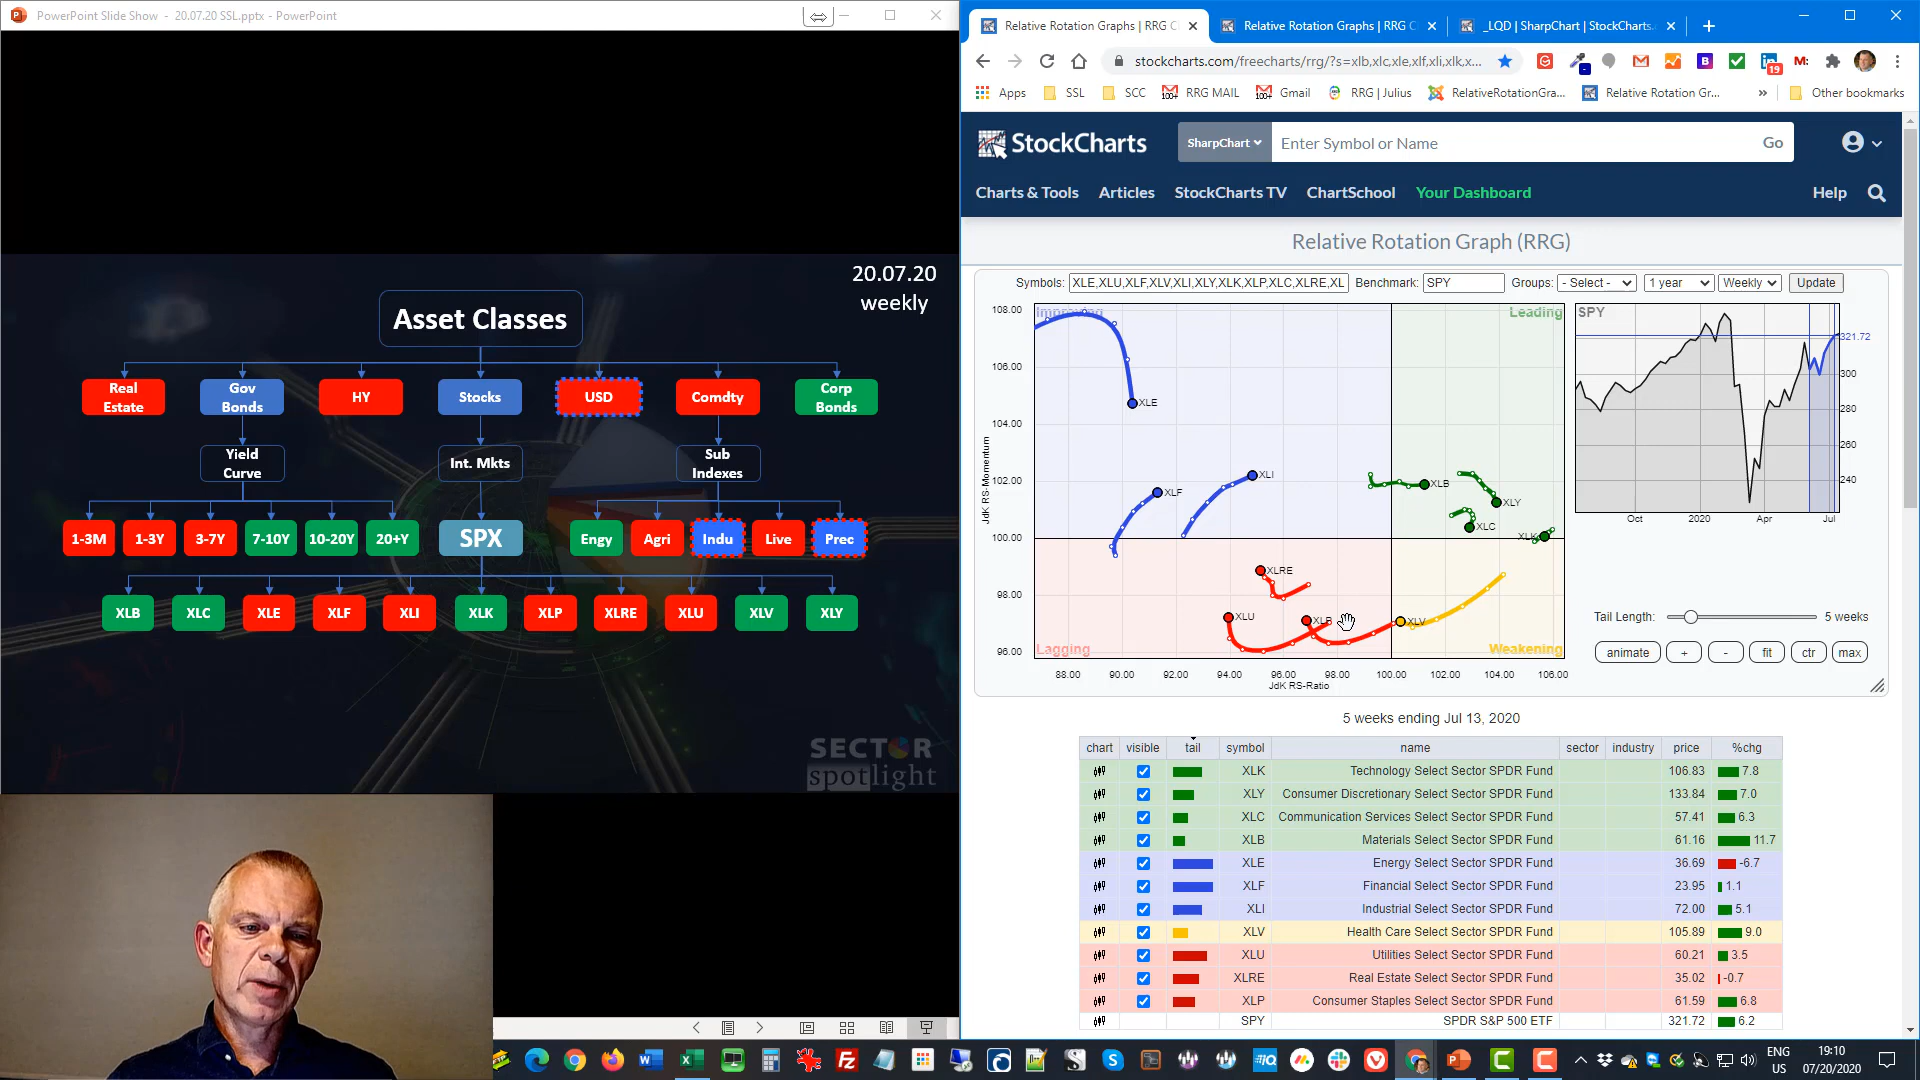 PowerPoint Slide Show - 20.07.20 SSL.pptx - PowerPoint
20.07.20
weekly
Asset Classes
Real Estate
Gov Bonds
HY
Stocks
USD
Comdty
Corp Bonds
Yield Curve
Int. Mkts
Sub Indexes
1-3M
1-3Y
3-7Y
7-10Y
10-20Y
20+Y
SPX
Engy
Agri
Indu
Live
Prec
XLB
XLC
XLE
XLF
XLI
XLK
XLP
XLRE
XLU
XLV
XLY
SECTOR
spotlight
Relative Rotation Graphs | RRG C
Relative Rotation Graphs | RRG C
_LQD | SharpChart | StockCharts.
stockcharts.com/freecharts/rrg/?s=xlb,xlc,xle,xlf,xli,xlk,x...
19
Apps
SSL
SCC
RRG MAIL
Gmail
RRG | Julius
RelativeRotationGra...
Relative Rotation Gr...
Other bookmarks
StockCharts
SharpChart
Enter Symbol or Name
Go
Charts & Tools
Articles
StockCharts TV
ChartSchool
Your Dashboard
Help
Relative Rotation Graph (RRG)
Symbols: XLE,XLU,XLF,XLV,XLI,XLY,XLK,XLP,XLC,XLRE,XL
Benchmark: SPY
Groups: - Select -
1 year
Weekly
Update
Improving
Leading
Lagging
Weakening
108.00
106.00
104.00
102.00
100.00
98.00
96.00
JdK RS-Momentum
88.00 90.00 92.00 94.00 96.00 98.00 100.00 102.00 104.00 106.00
JdK RS-Ratio
XLE
XLI
XLF
XLB
XLY
XLC
XLRE
XLU
XLV
SPY
321.72
300
280
260
240
Oct 2020 Apr Jul
Tail Length: 5 weeks
animate + - fit ctr max
5 weeks ending Jul 13, 2020
chart visible tail symbol name sector industry price %chg
XLK Technology Select Sector SPDR Fund 106.83 7.8
XLY Consumer Discretionary Select Sector SPDR Fund 133.84 7.0
XLC Communication Services Select Sector SPDR Fund 57.41 6.3
XLB Materials Select Sector SPDR Fund 61.16 11.7
XLE Energy Select Sector SPDR Fund 36.69 -6.7
XLF Financial Select Sector SPDR Fund 23.95 1.1
XLI Industrial Select Sector SPDR Fund 72.00 5.1
XLV Health Care Select Sector SPDR Fund 105.89 9.0
XLU Utilities Select Sector SPDR Fund 60.21 3.5
XLRE Real Estate Select Sector SPDR Fund 35.02 -0.7
XLP Consumer Staples Select Sector SPDR Fund 61.59 6.8
SPY SPDR S&P 500 ETF 321.72 6.2
ENG
US
19:10
07/20/2020